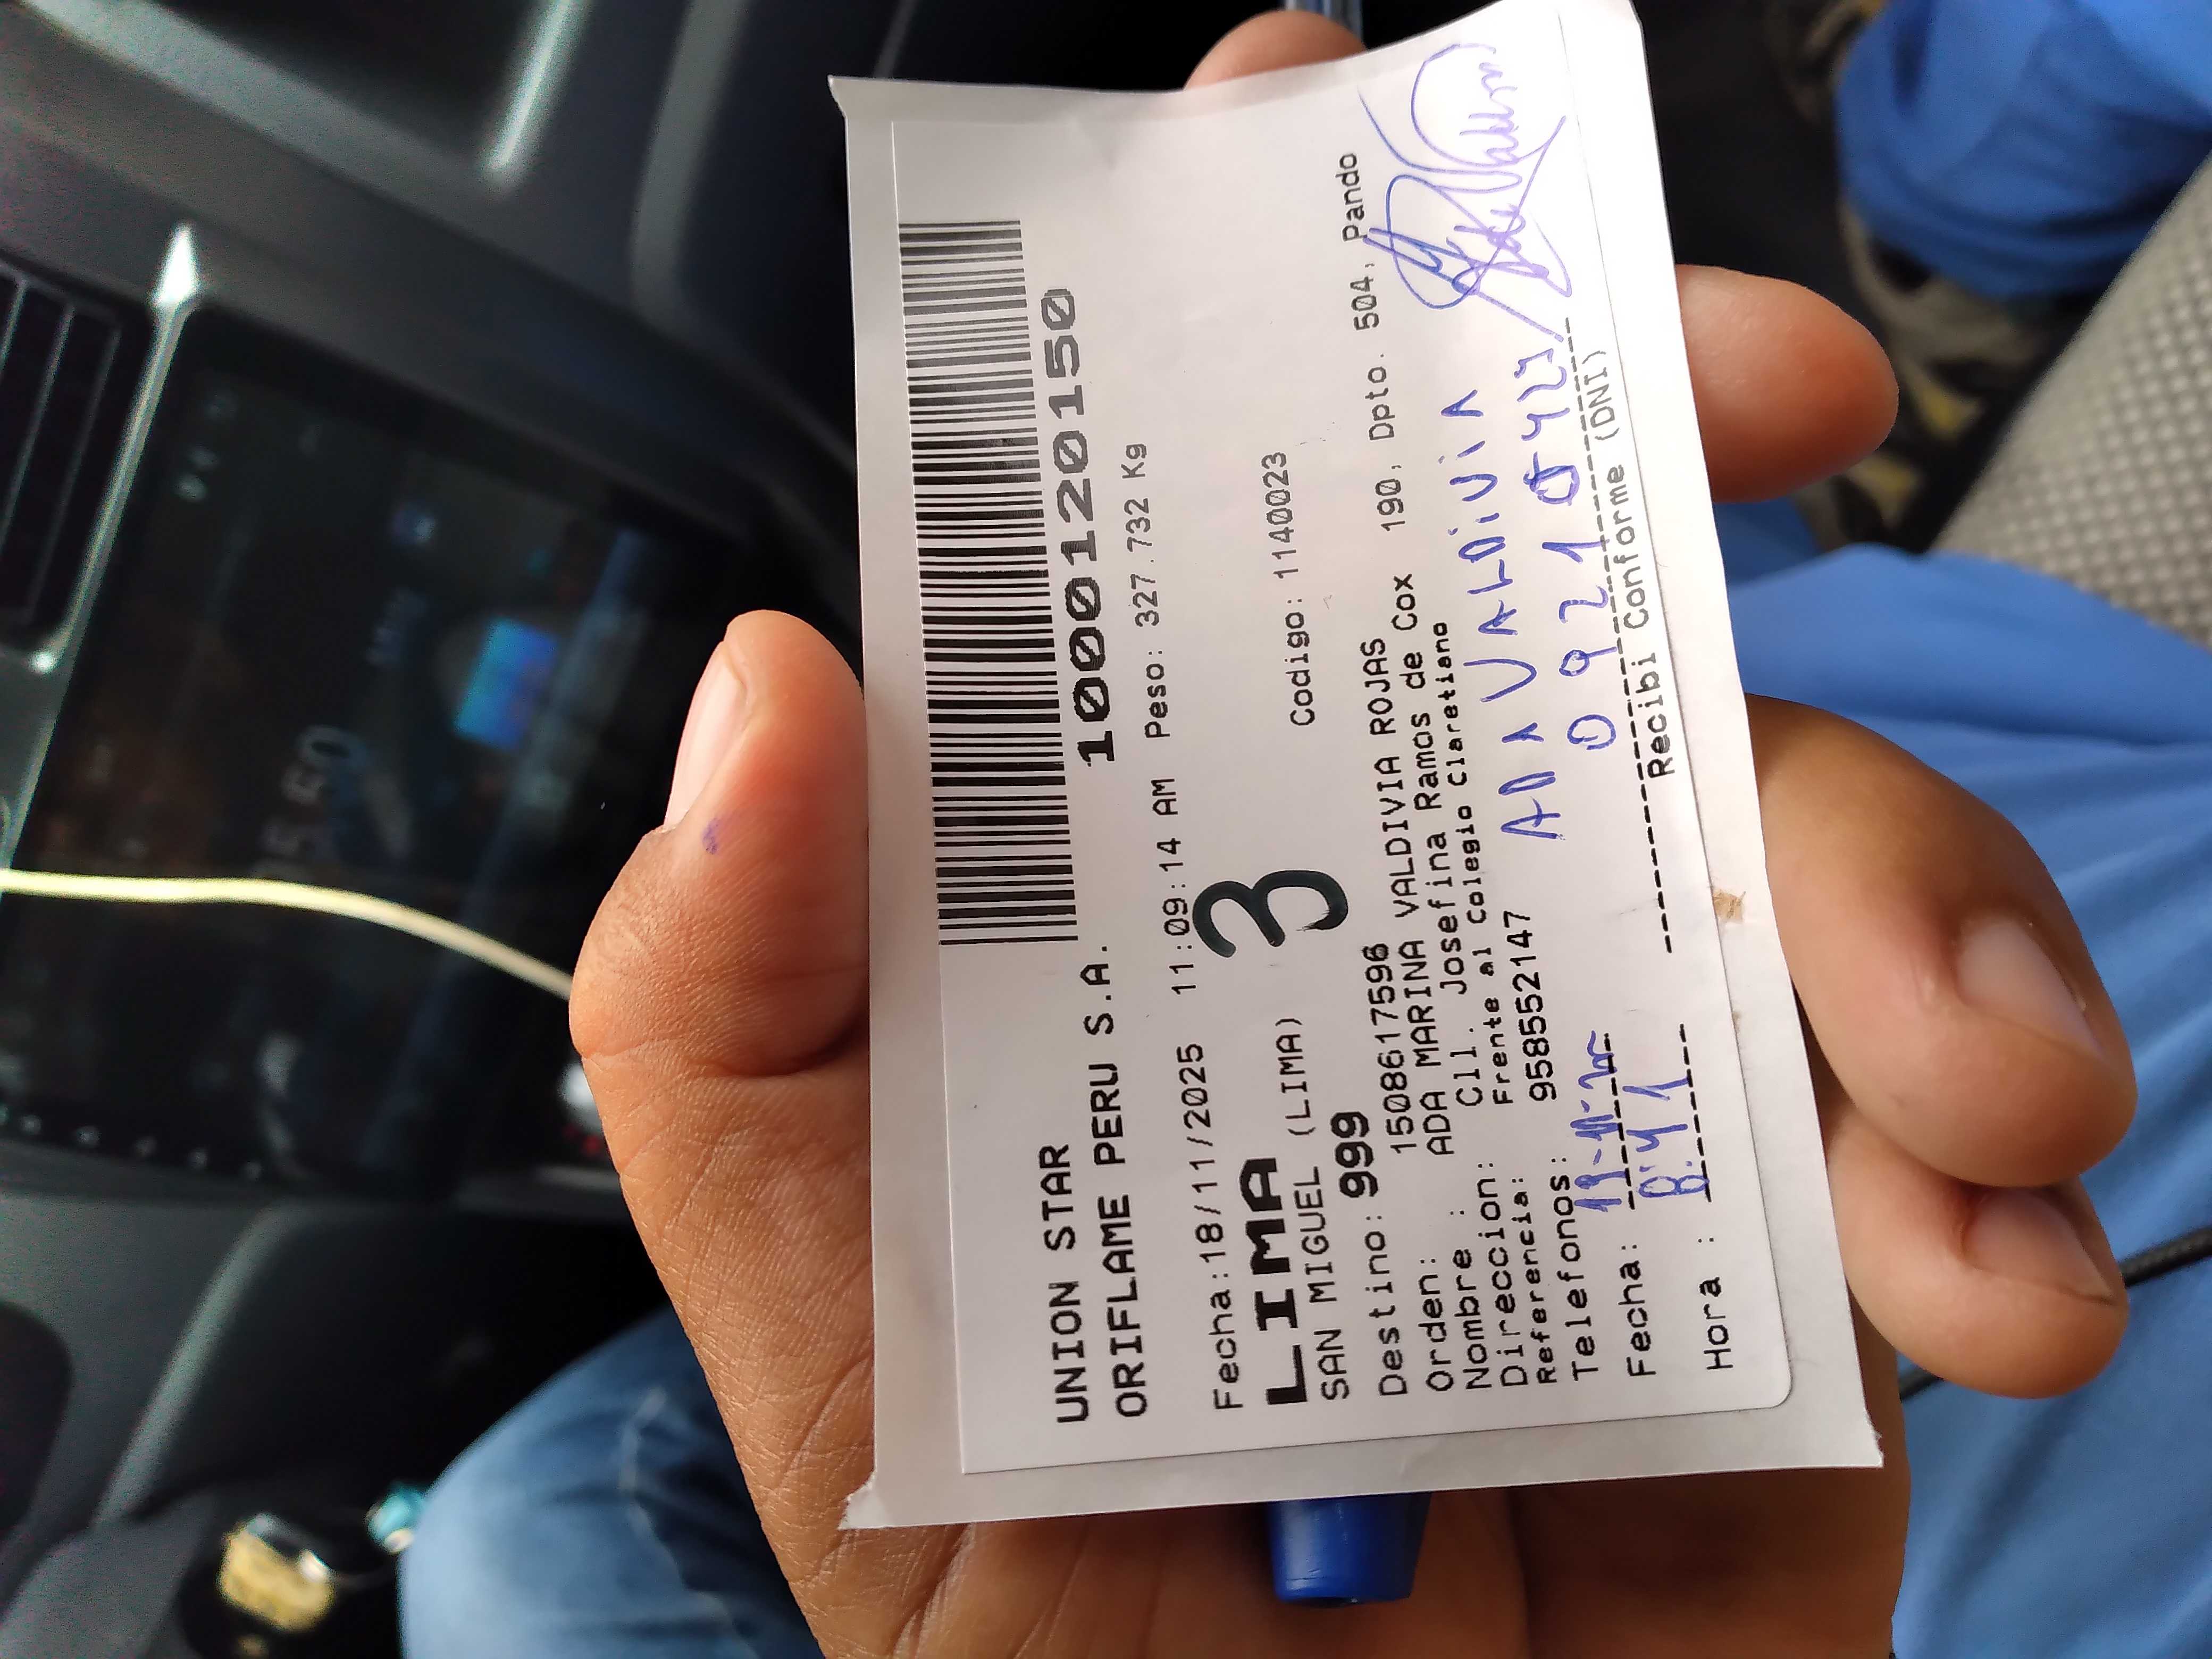 UNION STAR
ORIFLAME PERU S.A. 1000120150
Fecha:18/11/2025 11:09:14 AM Peso: 327.732 Kg
LIMA
SAN MIGUEL (LIMA) 3
Destino: 999 Codigo: 1140023
Orden: 1508617596
Nombre : ADA MARINA VALDIVIA ROJAS
Direccion: Cll. Josefina Ramos de Cox 190, Dpto. 504, Pando
Referencia: Frente al Colegio Claretiano
Telefonos: 958552147
ADA VALDIVIA
Fecha: 19-11-25
Hora :
Recibi Conforme (DNI)